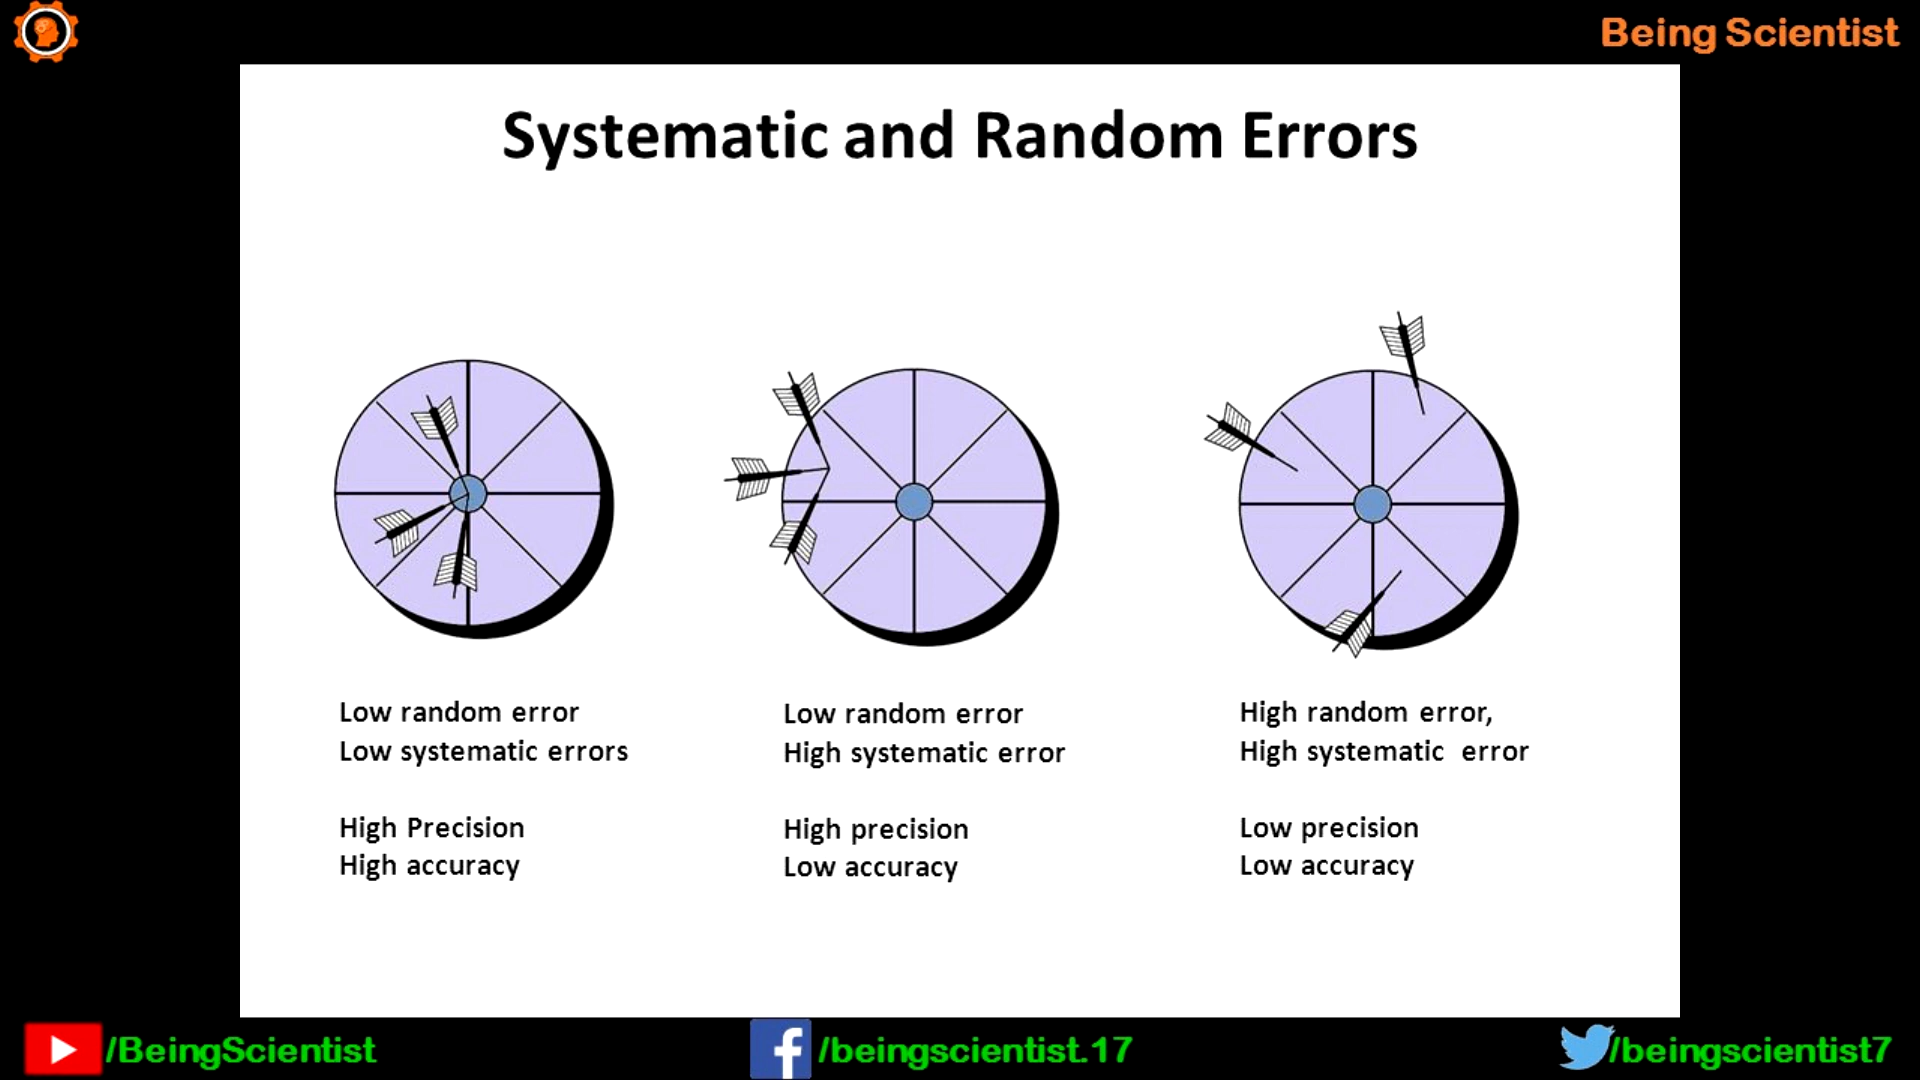 Being Scientist
Systematic and Random Errors
Low random error
Low systematic errors
High Precision
High accuracy
Low random error
High systematic error
High precision
Low accuracy
High random error,
High systematic error
Low precision
Low accuracy
/BeingScientist
/beingscientist.17
/beingscientist7